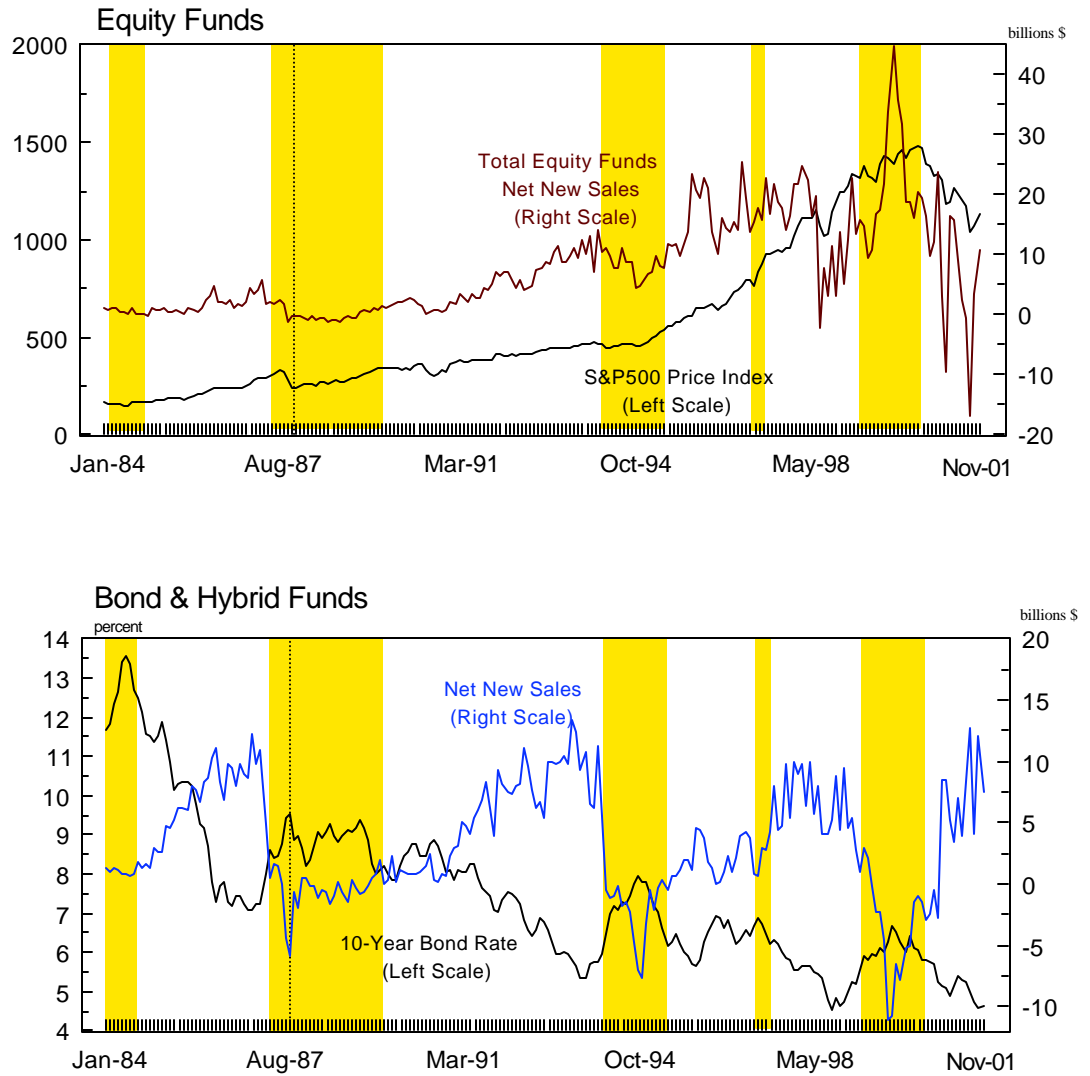 Equity Funds
billions $
2000
1500
1000
500
0
40
30
20
10
0
-10
-20
Total Equity Funds
Net New Sales
(Right Scale)
S&P500 Price Index
(Left Scale)
Jan-84
Aug-87
Mar-91
Oct-94
May-98
Nov-01
Bond & Hybrid Funds
percent
billions $
14
13
12
11
10
9
8
7
6
5
4
20
15
10
5
0
-5
-10
Net New Sales
(Right Scale)
10-Year Bond Rate
(Left Scale)
Jan-84
Aug-87
Mar-91
Oct-94
May-98
Nov-01